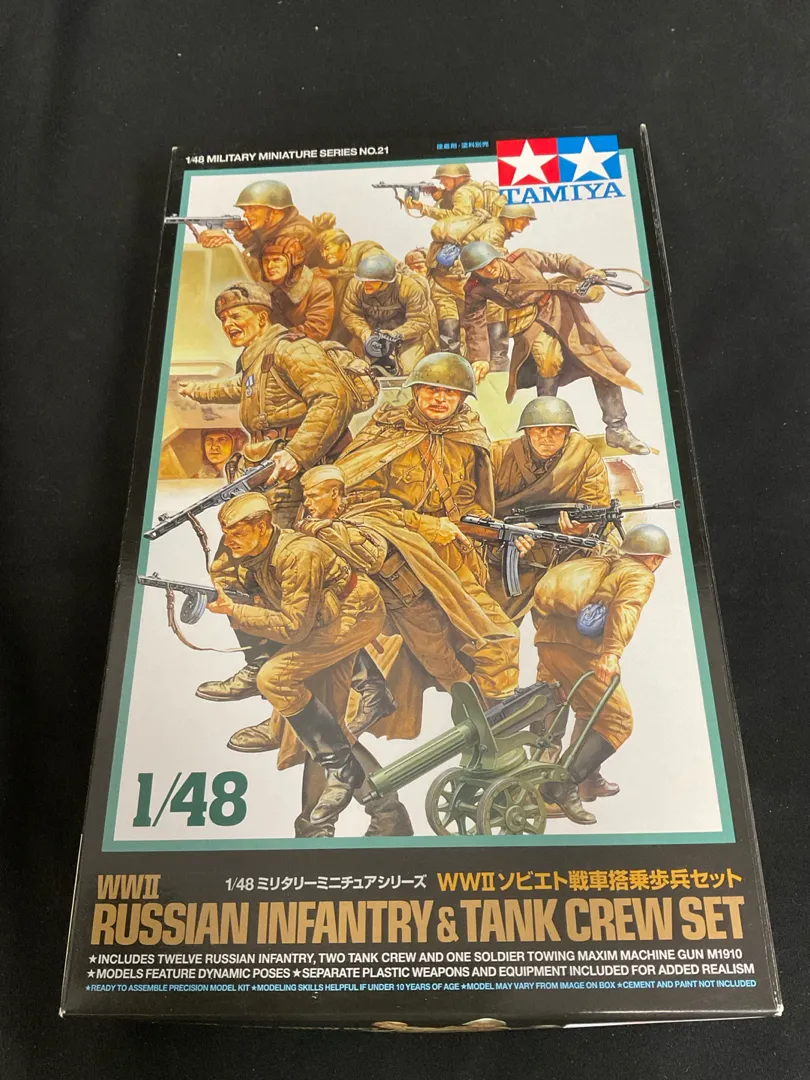 1/48 MILITARY MINIATURE SERIES NO.21
接着剤・塗料別売
TAMIYA
1/48
1/48 ミリタリーミニチュアシリーズ WWII ソビエト戦車搭乗歩兵セット
WWII
RUSSIAN INFANTRY & TANK CREW SET
★INCLUDES TWELVE RUSSIAN INFANTRY, TWO TANK CREW AND ONE SOLDIER TOWING MAXIM MACHINE GUN M1910
★MODELS FEATURE DYNAMIC POSES ★SEPARATE PLASTIC WEAPONS AND EQUIPMENT INCLUDED FOR ADDED REALISM
★READY TO ASSEMBLE PRECISION MODEL KIT ★MODELING SKILLS HELPFUL IF UNDER 10 YEARS OF AGE ★MODEL MAY VARY FROM IMAGE ON BOX ★CEMENT AND PAINT NOT INCLUDED